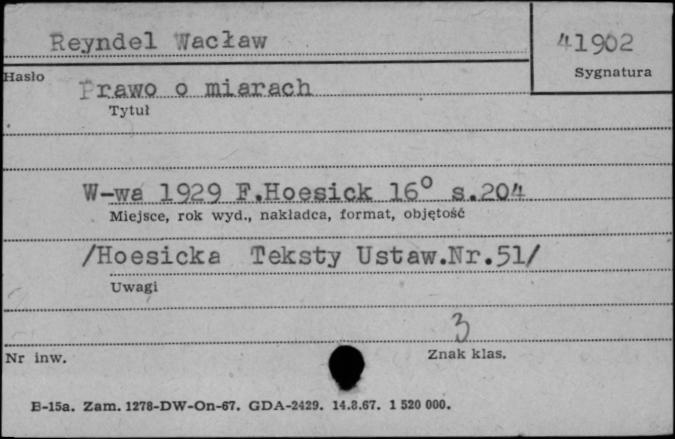 Reyndel Wacław
41902
Hasło
Sygnatura
Prawo o miarach
Tytuł
W-wa 1929 F.Hoesick 16° s.204
Miejsce, rok wyd., nakładca, format, objętość
/Hoesicka Teksty Ustaw.Nr.51/
Uwagi
3
Nr inw.
Znak klas.
B-15a. Zam. 1278-DW-On-67. GDA-2429. 14.8.67. 1 520 000.